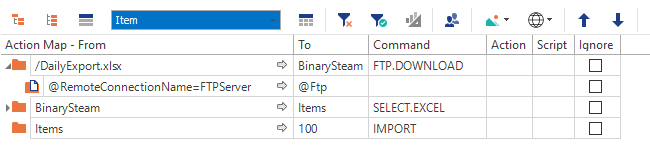 Item
Action Map - From To Command Action Script Iqnore
/DailyExport.xlsx BinarySteam FTP.DOWNLOAD
@RemoteConnectionName=FTPServer @Ftp
BinarySteam Items SELECT.EXCEL
Items 100 IMPORT